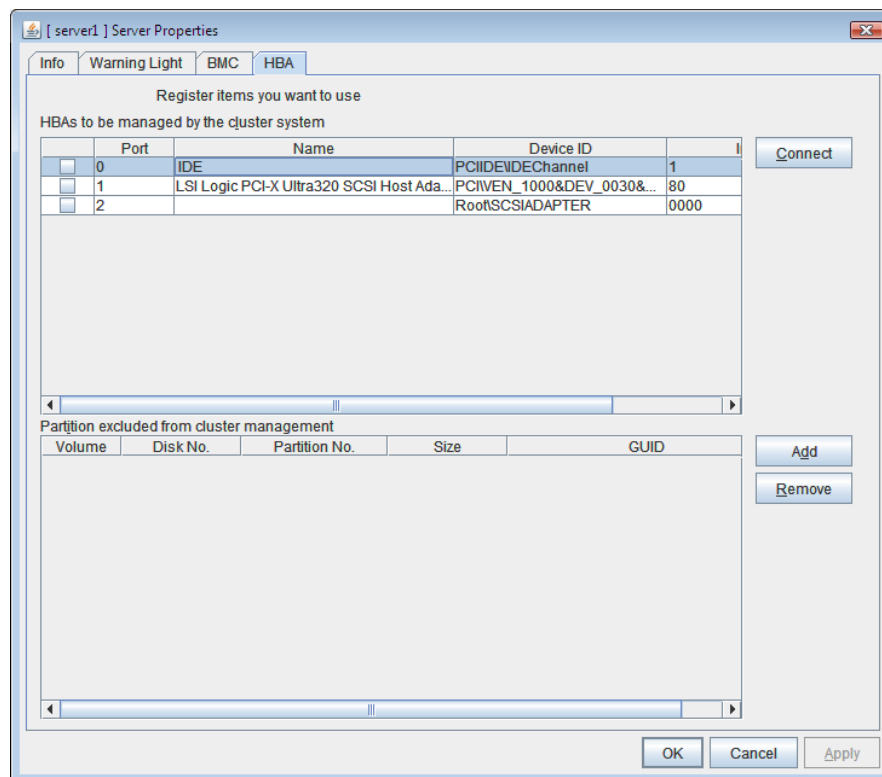 [ server1 ] Server Properties
Info Warning Light BMC HBA
Register items you want to use
HBAs to be managed by the cluster system
Port Name Device ID
Connect
0 IDE PCIIDE\IDEChannel 1
1 LSI Logic PCI-X Ultra320 SCSI Host Ada... PCI\VEN_1000&DEV_0030&... 80
2 Root\SCSIADAPTER 0000
Partition excluded from cluster management
Volume Disk No. Partition No. Size GUID
Add
Remove
OK Cancel Apply